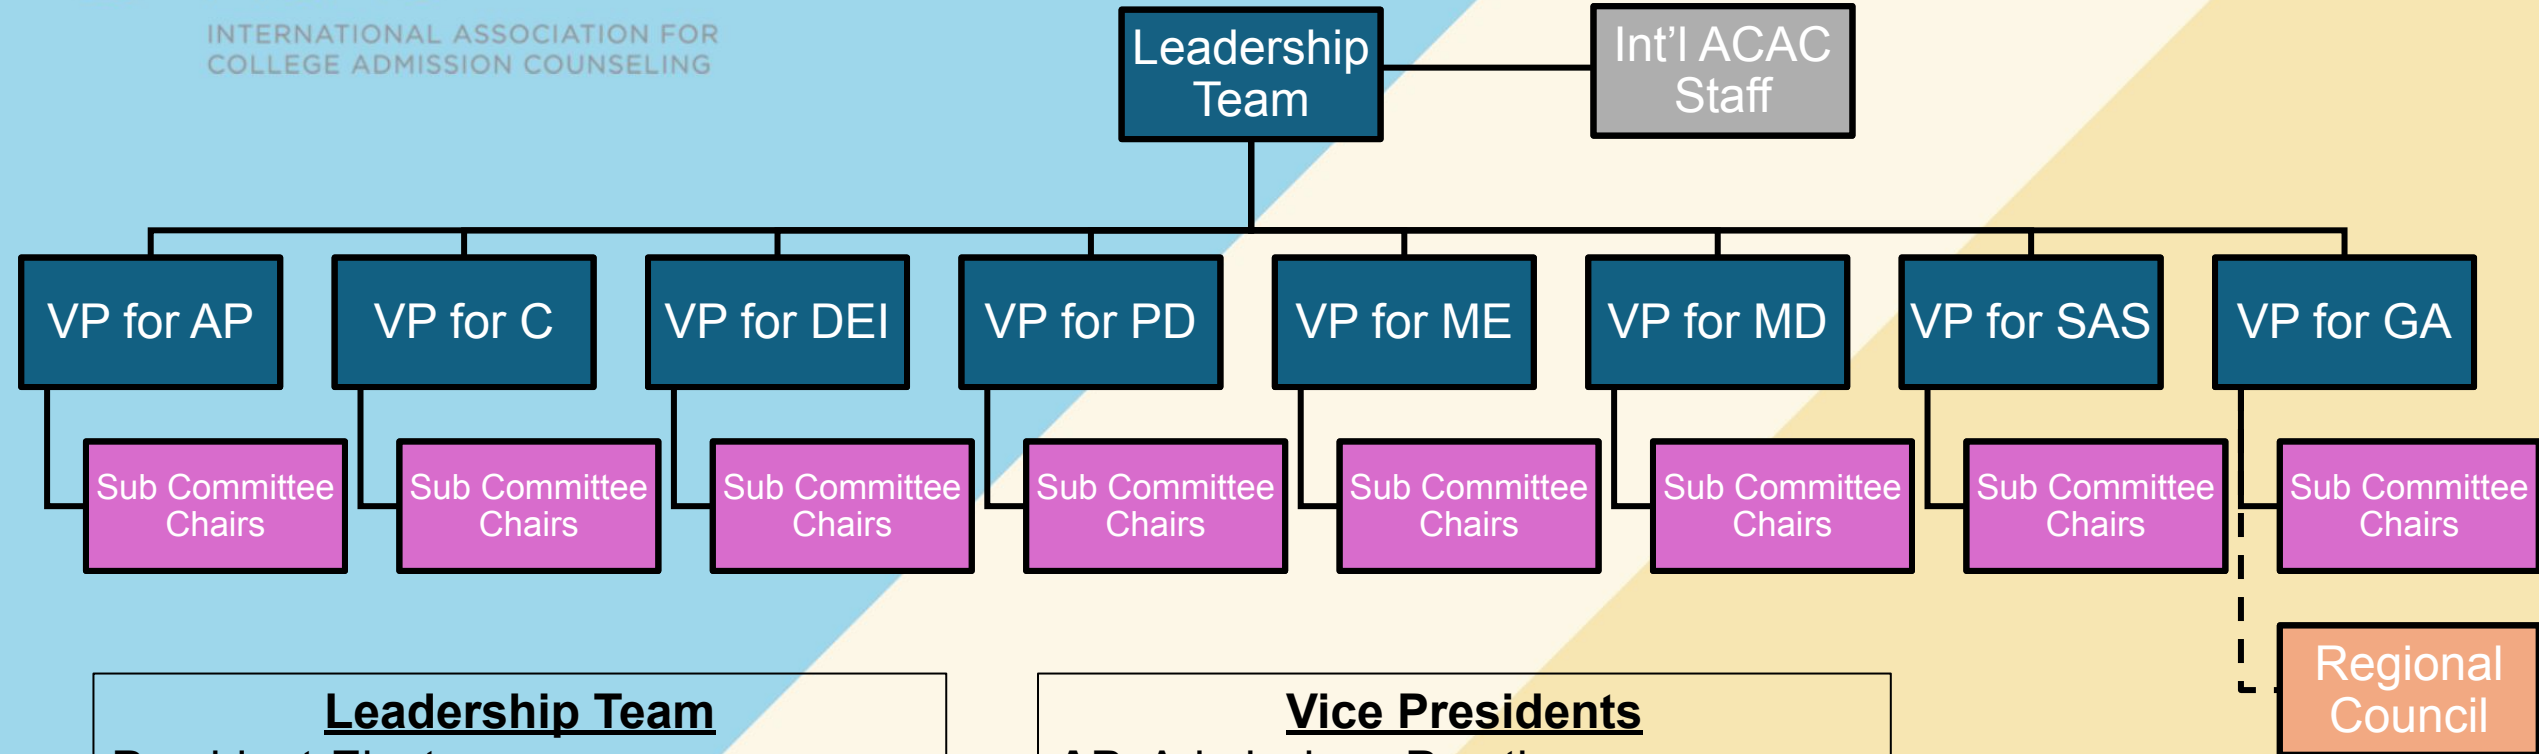 INTERNATIONAL ASSOCIATION FOR
COLLEGE ADMISSION COUNSELING
Leadership
Team
Int'l ACAC
Staff
VP for AP
VP for C
VP for DEI
VP for PD
VP for ME
VP for MD
VP for SAS
VP for GA
Sub Committee
Chairs
Sub Committee
Chairs
Sub Committee
Chairs
Sub Committee
Chairs
Sub Committee
Chairs
Sub Committee
Chairs
Sub Committee
Chairs
Sub Committee
Chairs
Regional
Council
Leadership Team
Vice Presidents